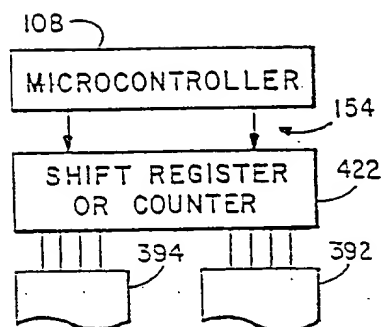 108
MICROCONTROLLER
154
SHIFT REGISTER
OR COUNTER
422
394
392